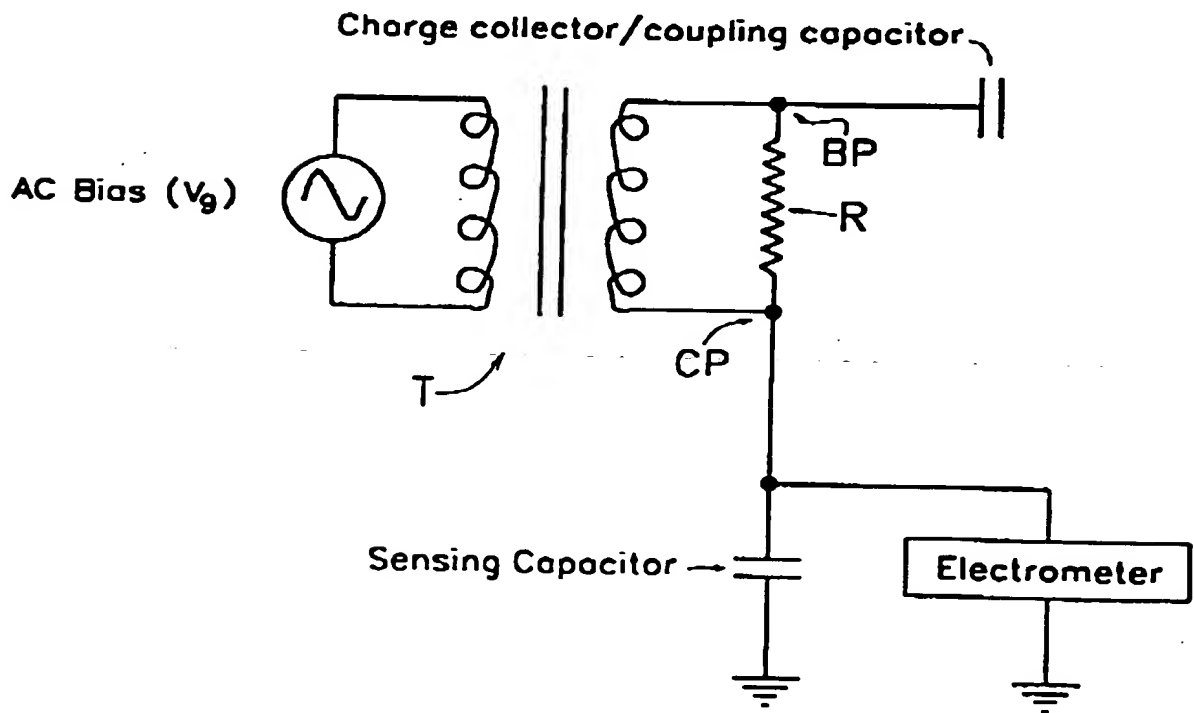 Charge collector/coupling capacitor
AC Bias (Vg)
BP
R
CP
T
Sensing Capacitor
Electrometer